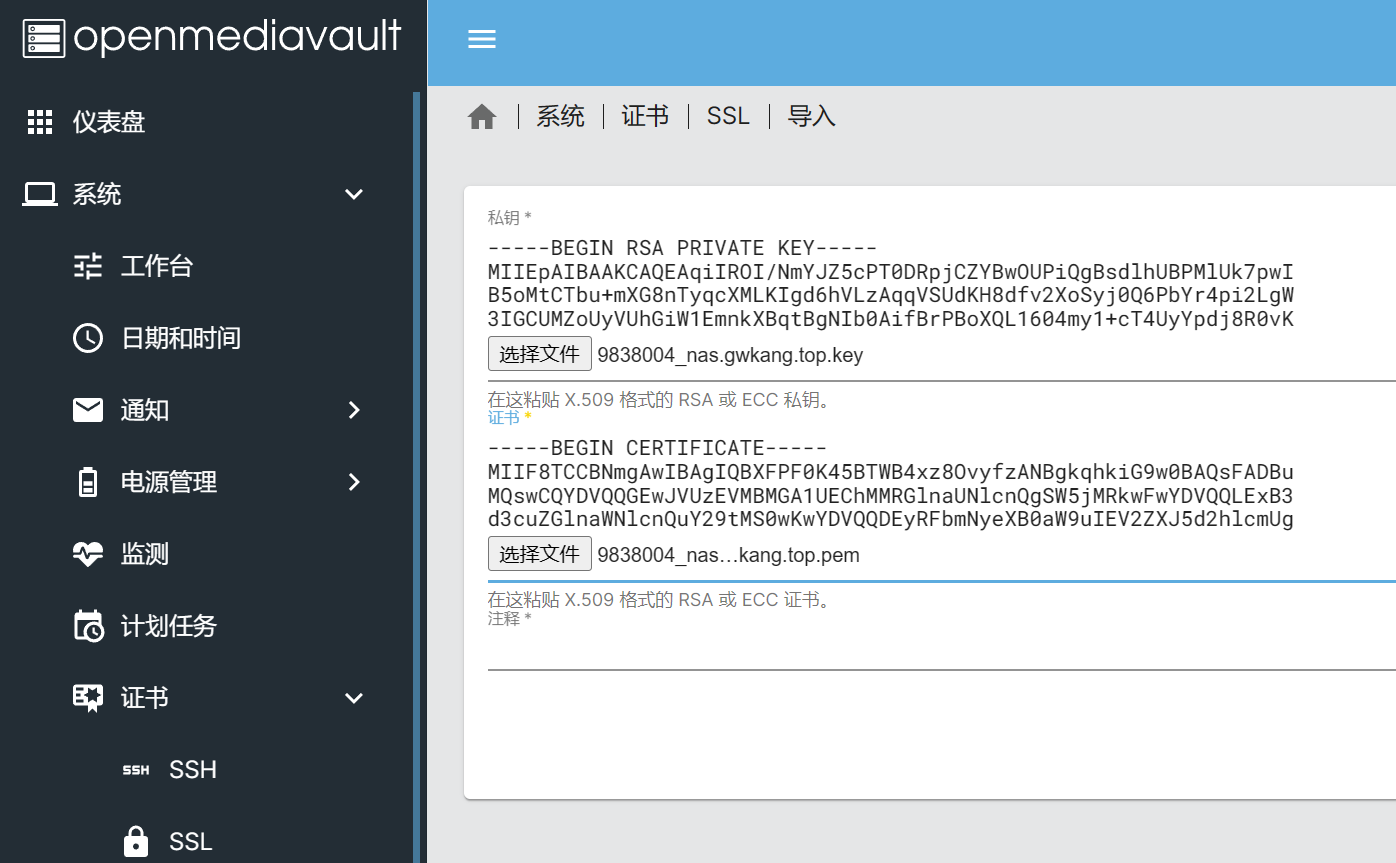 openmediavault
仪表盘
系统
工作台
日期和时间
通知
电源管理
监测
计划任务
证书
SSH SSH
SSL
系统 | 证书 | SSL | 导入
私钥 *
-----BEGIN RSA PRIVATE KEY-----
MIIEpAIBAAKCAQEAqiIROI/NmYJZ5cPT0DRpjCZYBwOUPiQgBsdlhUBPMlUk7pwI
B5oMtCTbu+mXG8nTyqcXMLKIgd6hVLzAqqVSUdKH8dfv2XoSyj0Q6PbYr4pi2LgW
3IGCUMZoUyVUhGiW1EmnkXBqtBgNIb0AifBrPBoXQL16O4my1+cT4UyYpdj8R0vK
选择文件 9838004_nas.gwkang.top.key
在这粘贴 X.509 格式的 RSA 或 ECC 私钥。
证书 *
-----BEGIN CERTIFICATE-----
MIIF8TCCBNmgAwIBAgIQBXFPF0K45BTWB4xz8OvyfzANBgkqhkiG9w0BAQsFADBu
MQswCQYDVQQGEwJVUzEVMBMGA1UEChMMRGlnaUNlcnQgSW5jMRkwFwYDVQQLExB3
d3cuZGlnaWNlcnQuY29tMS0wKwYDVQQDEyRFbmNyeXB0aW9uIEV2ZXJ5d2hlcmUg
选择文件 9838004_nas...kang.top.pem
在这粘贴 X.509 格式的 RSA 或 ECC 证书。
注释 *